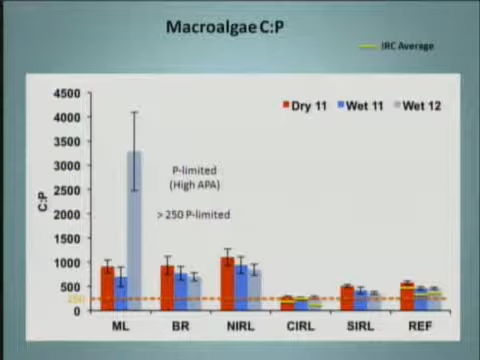 Macroalgae C:P
IRC Average
4500
4000
3500
3000
2500
2000
1500
1000
500
0
250
C:P
Dry 11
Wet 11
Wet 12
P-limited
(High APA)
> 250 P-limited
ML
BR
NIRL
CIRL
SIRL
REF